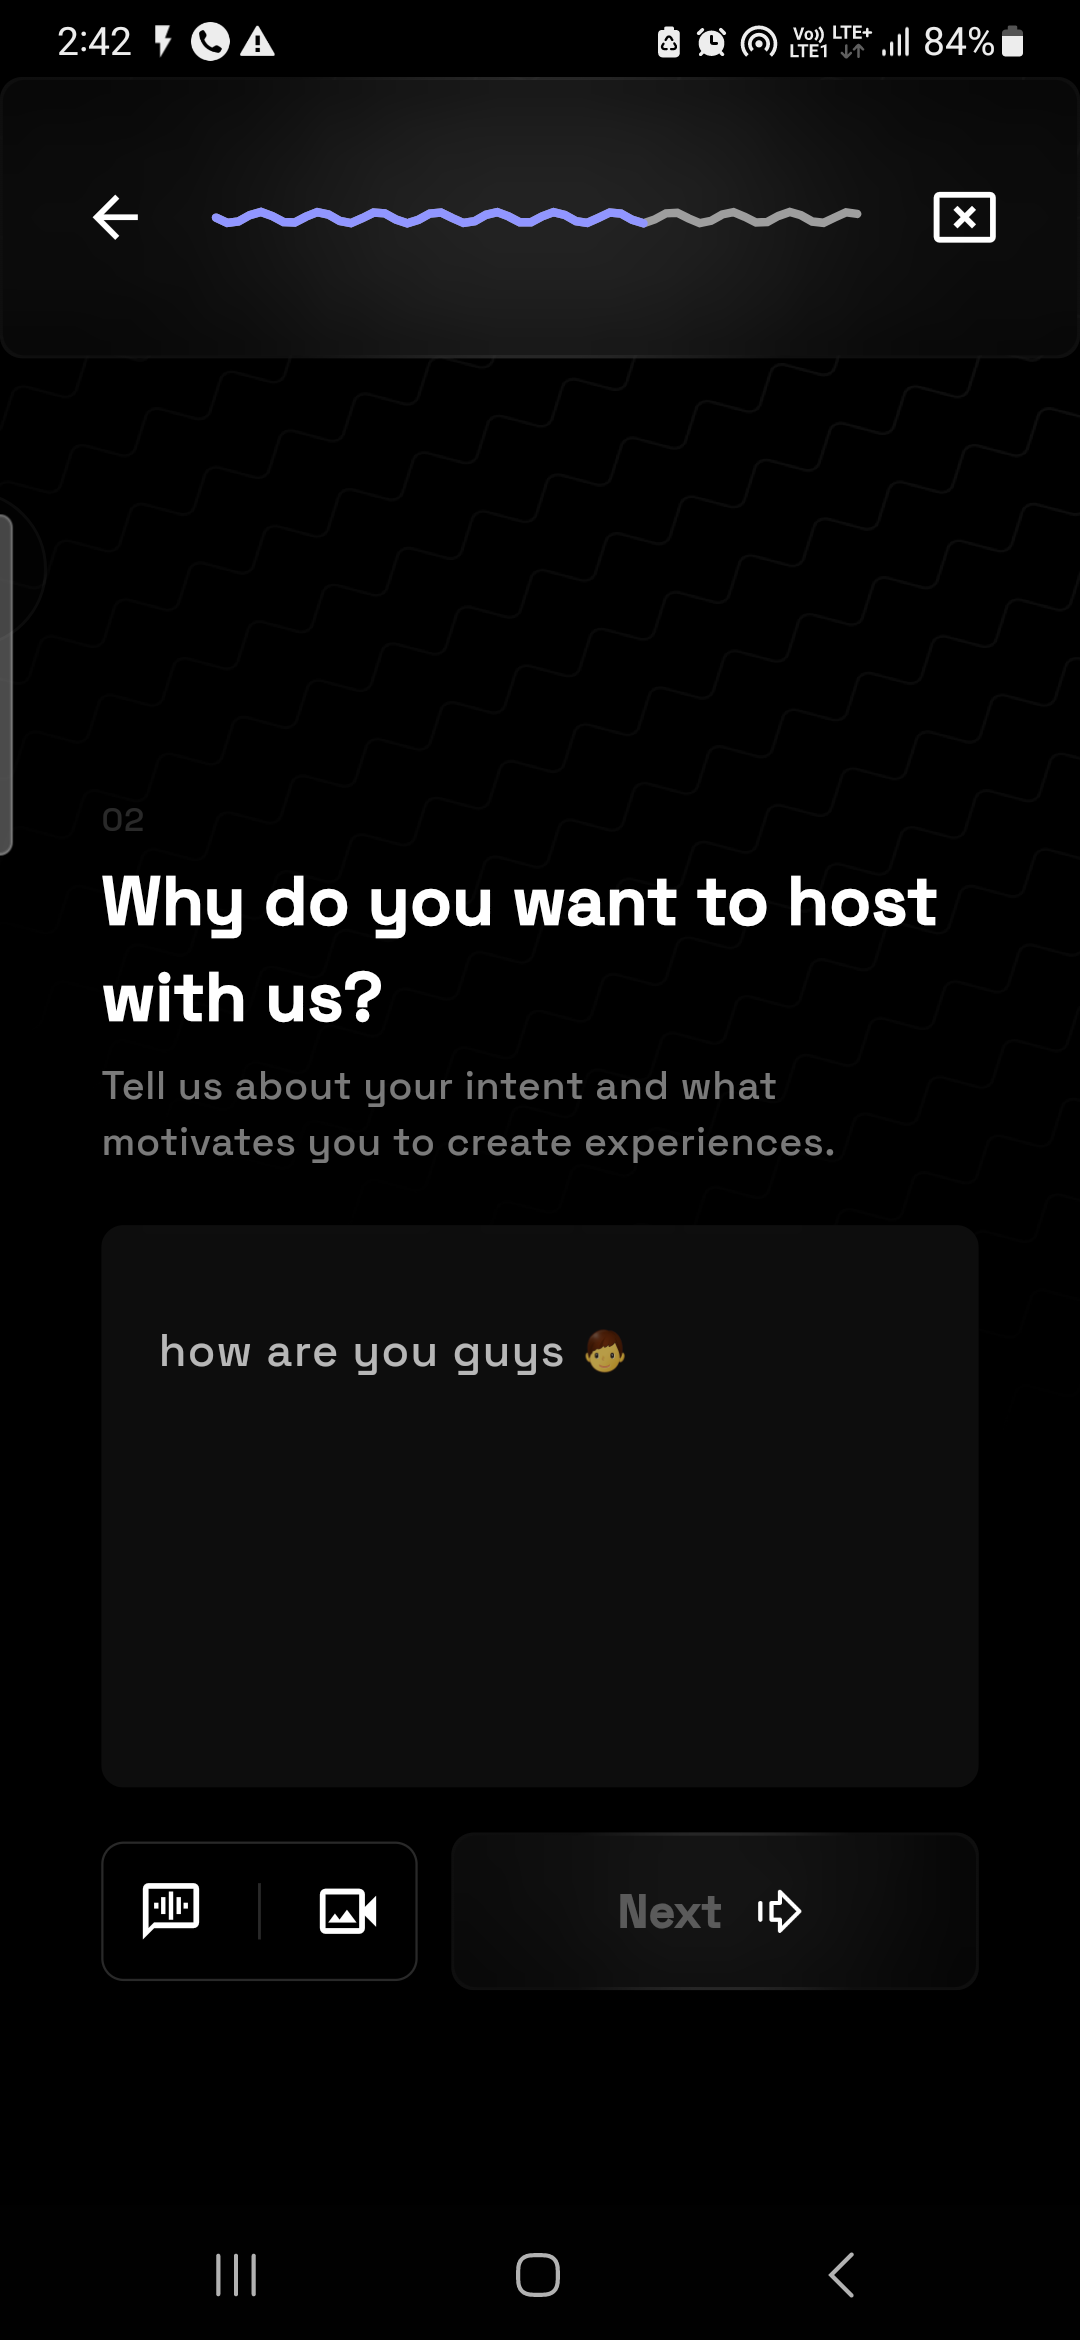 2:42 Vo)) LTE1 LTE+ 84%
02
Why do you want to host
with us?
Tell us about your intent and what
motivates you to create experiences.
how are you guys 👦
Next